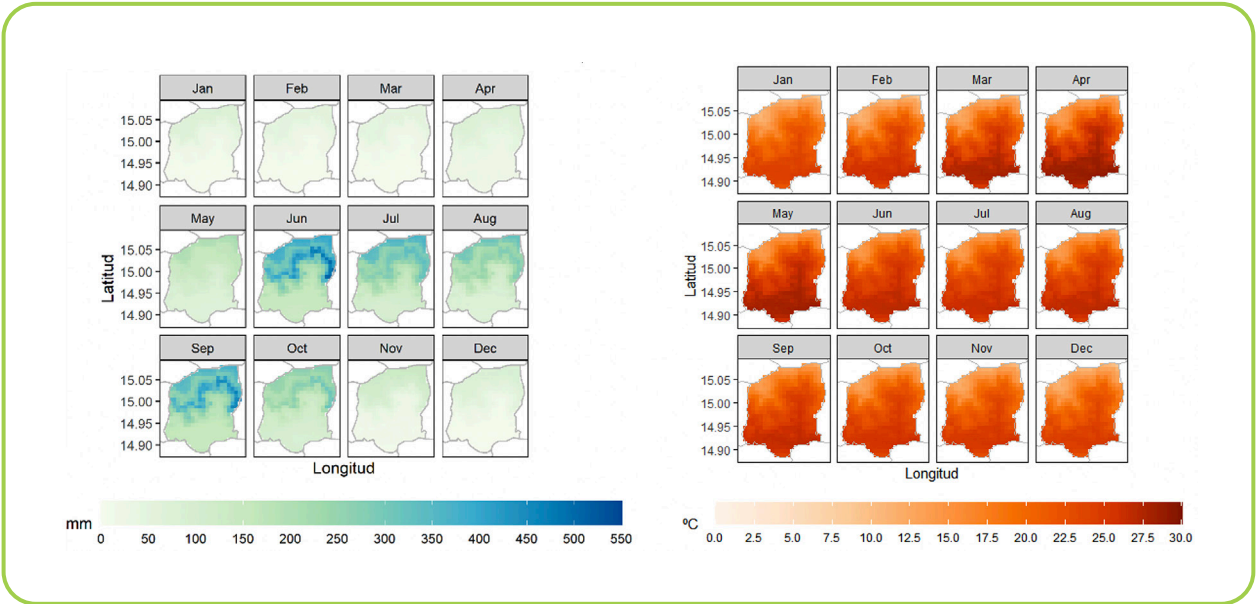 Jan Feb Mar Apr
15.05
15.00
14.95
14.90
May Jun Jul Aug
15.05
15.00
14.95
14.90
Latitud
Sep Oct Nov Dec
15.05
15.00
14.95
14.90
Longitud
mm
0 50 100 150 200 250 300 350 400 450 500 550
Jan Feb Mar Apr
15.05
15.00
14.95
14.90
May Jun Jul Aug
15.05
15.00
14.95
14.90
Latitud
Sep Oct Nov Dec
15.05
15.00
14.95
14.90
Longitud
ºC
0.0 2.5 5.0 7.5 10.0 12.5 15.0 17.5 20.0 22.5 25.0 27.5 30.0